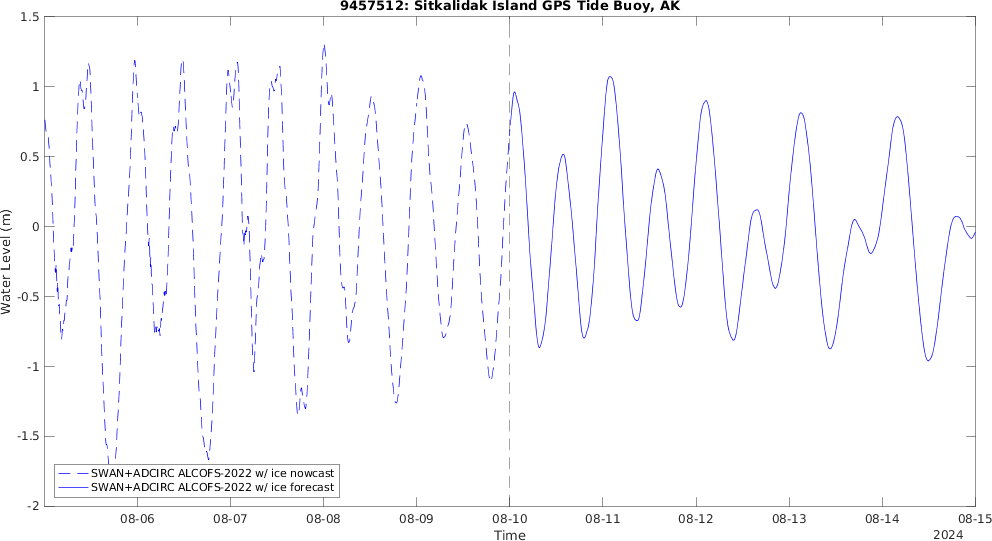 9457512: Sitkalidak Island GPS Tide Buoy, AK
1.5
1
0.5
0
-0.5
-1
-1.5
-2
Water Level (m)
SWAN+ADCIRC ALCOFS-2022 w/ ice nowcast
SWAN+ADCIRC ALCOFS-2022 w/ ice forecast
08-06 08-07 08-08 08-09 08-10 08-11 08-12 08-13 08-14 08-15
Time
2024